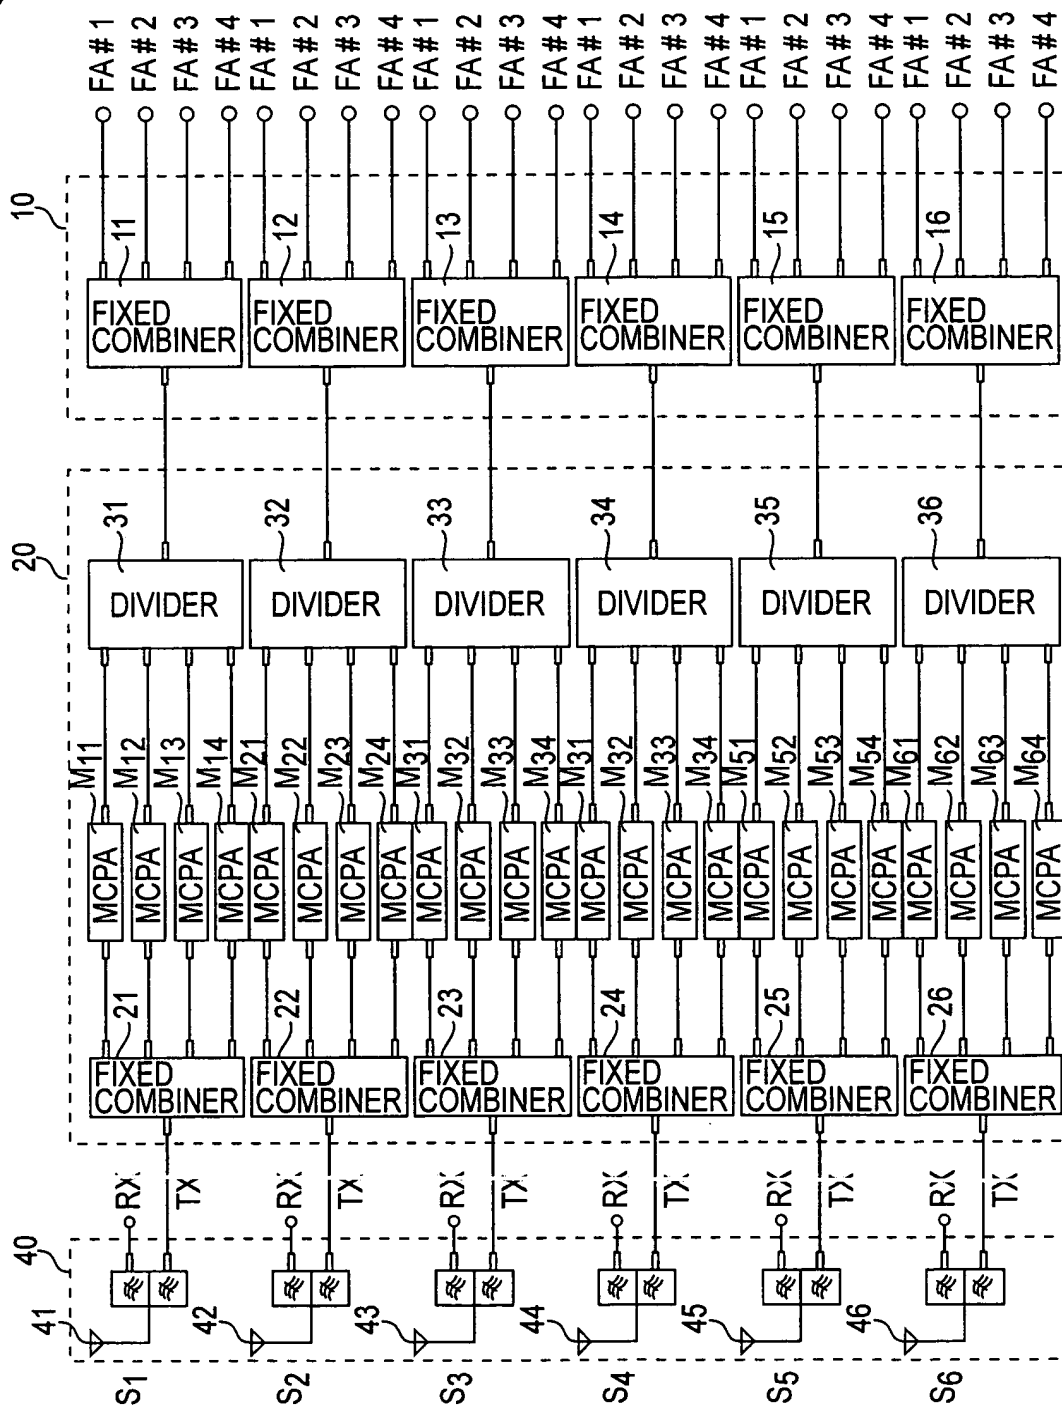 40
20
10
S1
41
RX
TX
21
FIXED
COMBINER
M11
MCPA
M12
MCPA
M13
MCPA
M14
MCPA
31
DIVIDER
11
FIXED
COMBINER
FA#1
FA#2
FA#3
FA#4
S2
42
RX
TX
22
FIXED
COMBINER
M21
MCPA
M22
MCPA
M23
MCPA
M24
MCPA
32
DIVIDER
12
FIXED
COMBINER
FA#1
FA#2
FA#3
FA#4
S3
43
RX
TX
23
FIXED
COMBINER
M31
MCPA
M32
MCPA
M33
MCPA
M34
MCPA
33
DIVIDER
13
FIXED
COMBINER
FA#1
FA#2
FA#3
FA#4
S4
44
RX
TX
24
FIXED
COMBINER
M31
MCPA
M32
MCPA
M33
MCPA
M34
MCPA
34
DIVIDER
14
FIXED
COMBINER
FA#1
FA#2
FA#3
FA#4
S5
45
RX
TX
25
FIXED
COMBINER
M51
MCPA
M52
MCPA
M53
MCPA
M54
MCPA
35
DIVIDER
15
FIXED
COMBINER
FA#1
FA#2
FA#3
FA#4
S6
46
RX
TX
26
FIXED
COMBINER
M61
MCPA
M62
MCPA
M63
MCPA
M64
MCPA
36
DIVIDER
16
FIXED
COMBINER
FA#1
FA#2
FA#3
FA#4